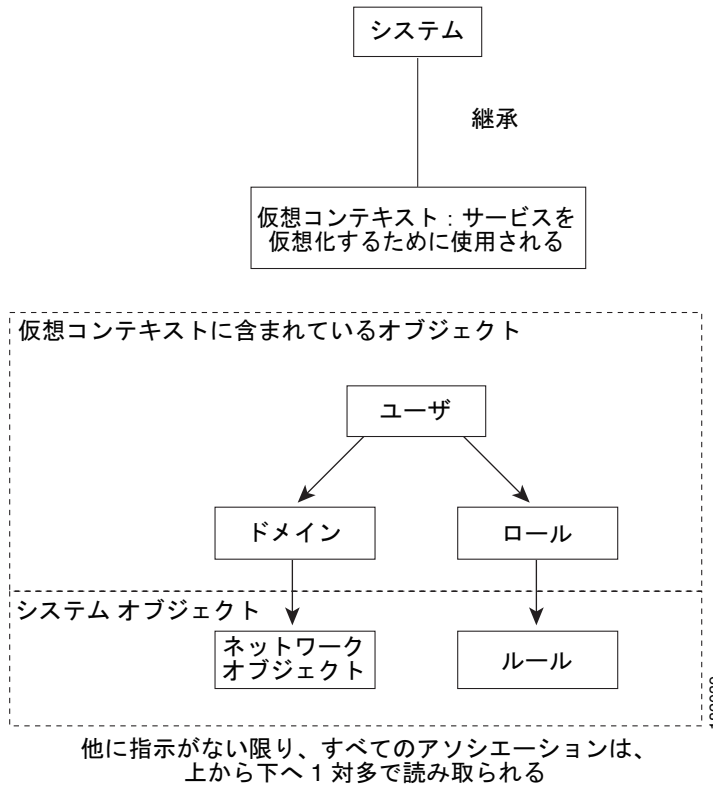 システム
継承
仮想コンテキスト：サービスを
仮想化するために使用される
仮想コンテキストに含まれているオブジェクト
ユーザ
ドメイン
ロール
システム オブジェクト
ネットワーク
オブジェクト
ルール
他に指示がない限り、すべてのアソシエーションは、
上から下へ 1 対多で読み取られる